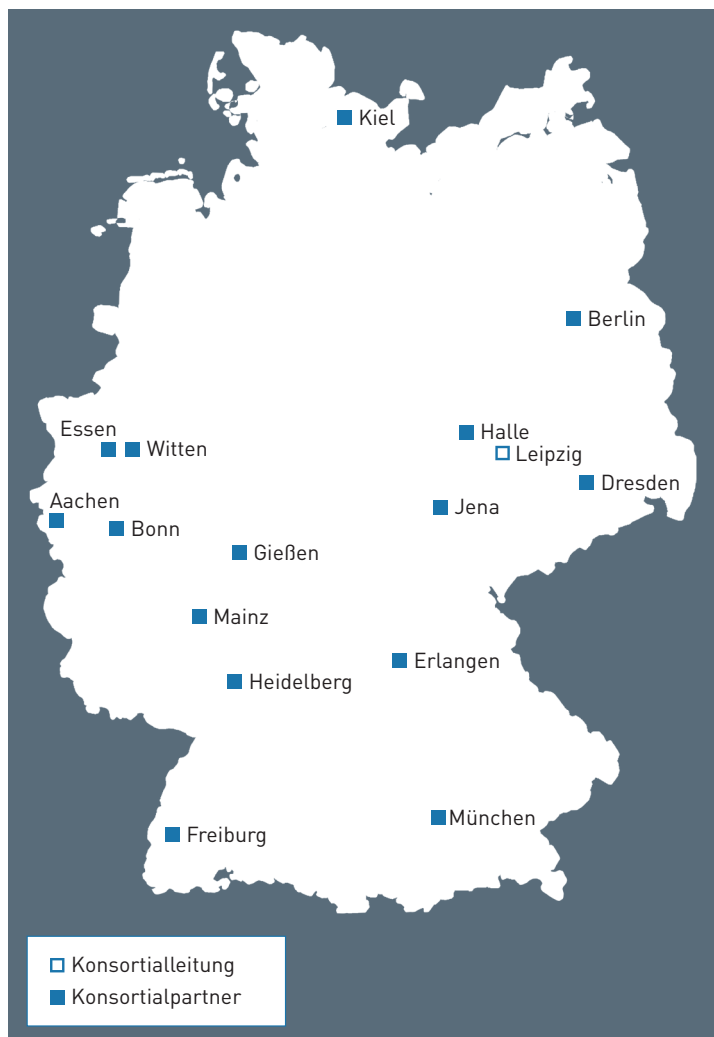 Kiel
Berlin
Essen
Halle
Witten
Leipzig
Dresden
Aachen
Jena
Bonn
Gießen
Mainz
Erlangen
Heidelberg
München
Freiburg
Konsortialleitung
Konsortialpartner